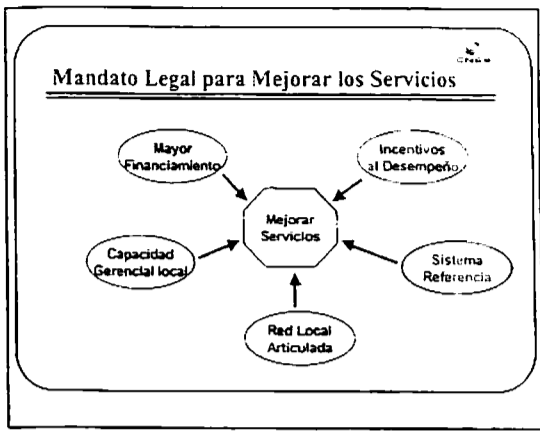 Mandato Legal para Mejorar los Servicios
Mayor
Financiamiento
Incentivos
al Desempeño
Mejorar
Servicios
Capacidad
Gerencial local
Sistema
Referencia
Red Local
Articulada